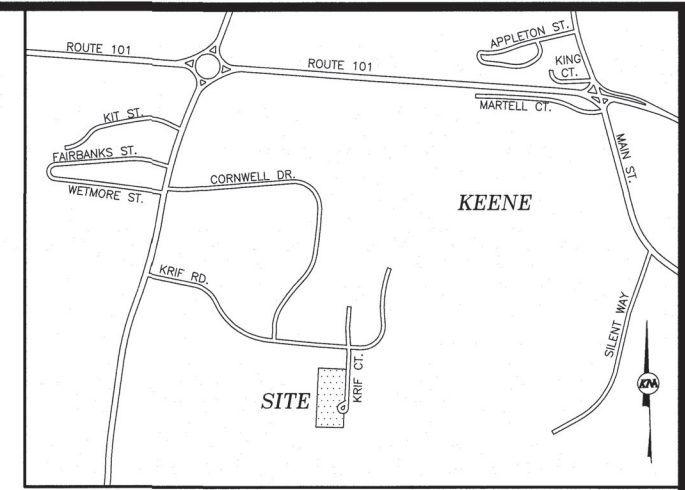 ROUTE 101
ROUTE 101
APPLETON ST.
KING
CT.
MARTELL CT.
KIT ST.
FAIRBANKS ST.
WETMORE ST.
CORNWELL DR.
KEENE
MAIN ST.
KRIF RD.
SILENT WAY
KRIF CT.
SITE
KNA